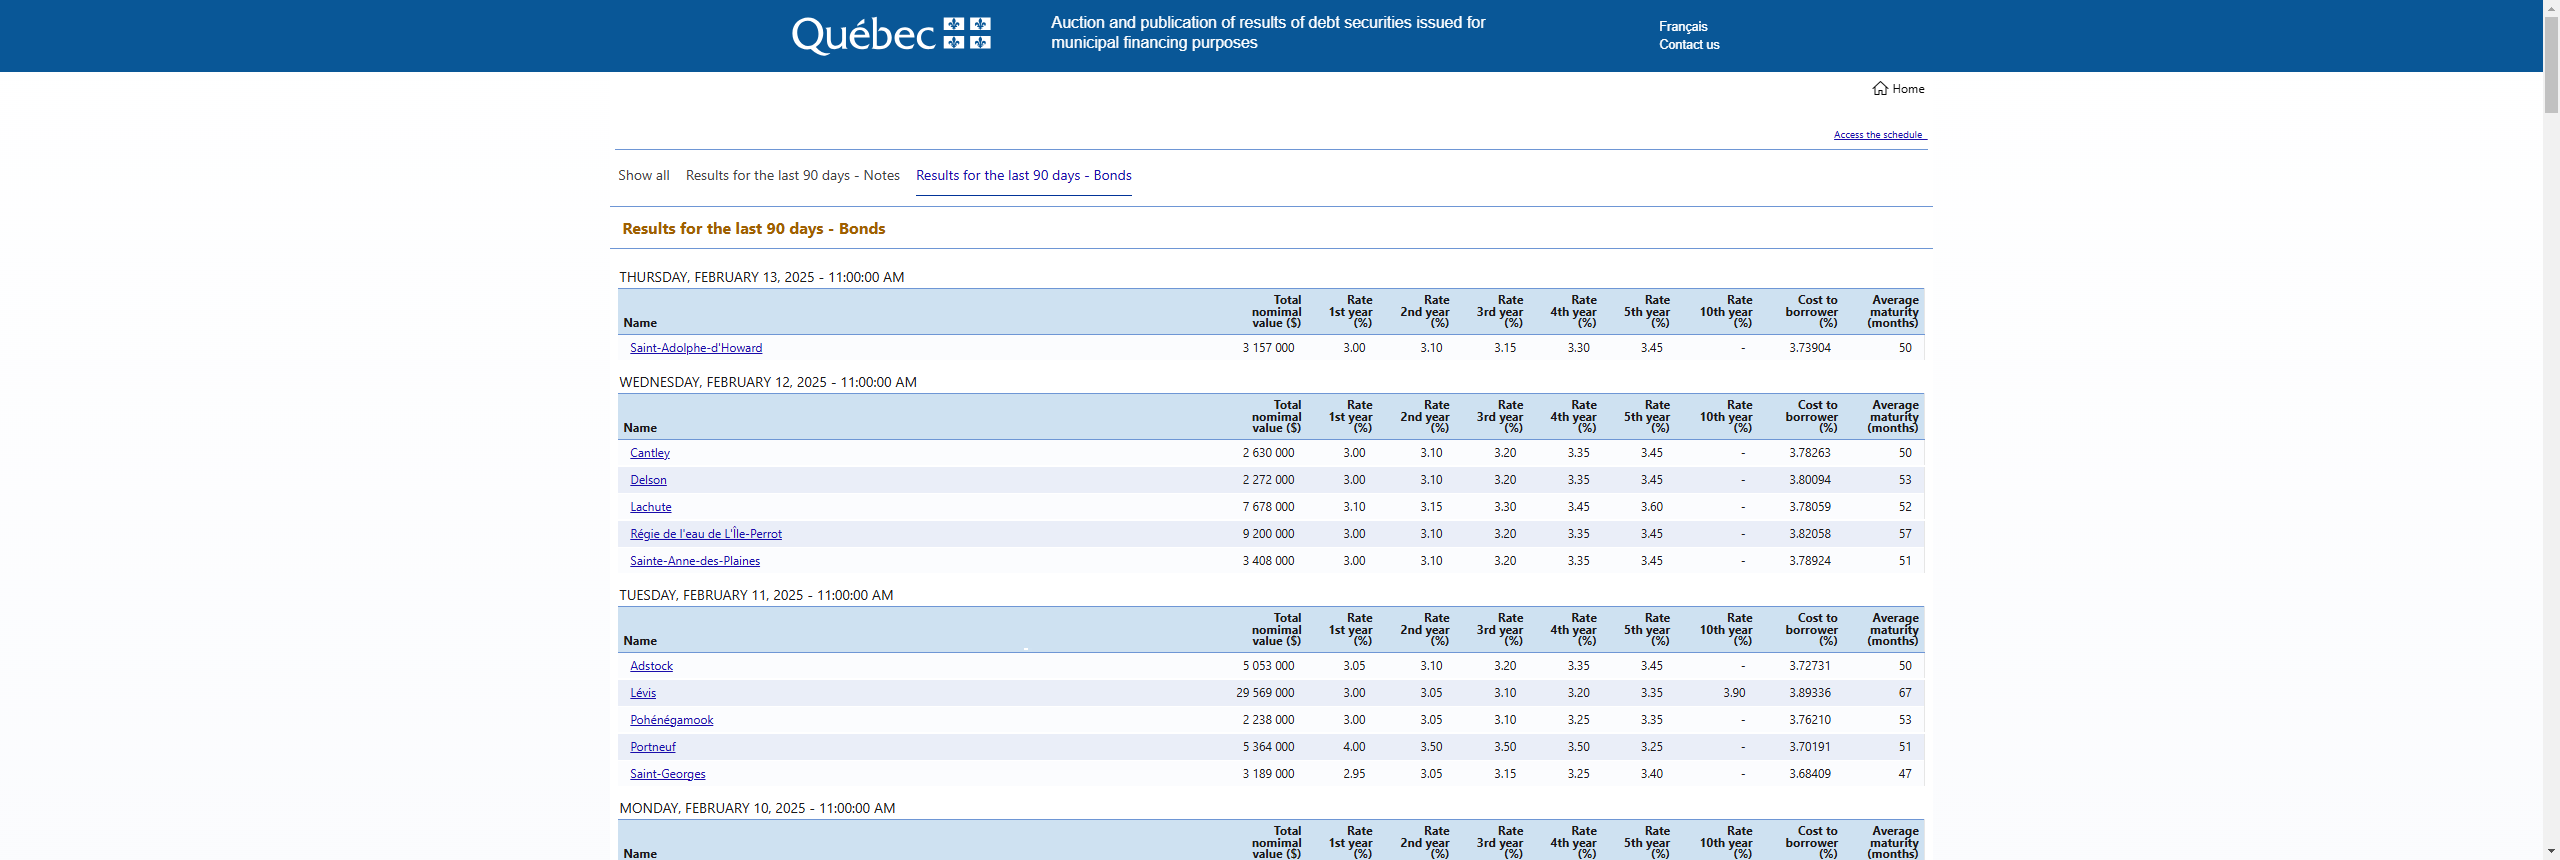 Québec
Auction and publication of results of debt securities issued for
municipal financing purposes
Français
Contact us
Home
Access the schedule
Show all Results for the last 90 days - Notes Results for the last 90 days - Bonds
Results for the last 90 days - Bonds
THURSDAY, FEBRUARY 13, 2025 - 11:00:00 AM
Name Total nomimal value ($) Rate 1st year (%) Rate 2nd year (%) Rate 3rd year (%) Rate 4th year (%) Rate 5th year (%) Rate 10th year (%) Cost to borrower (%) Average maturity (months)
Saint-Adolphe-d'Howard 3 157 000 3.00 3.10 3.15 3.30 3.45 - 3.73904 50
WEDNESDAY, FEBRUARY 12, 2025 - 11:00:00 AM
Name Total nomimal value ($) Rate 1st year (%) Rate 2nd year (%) Rate 3rd year (%) Rate 4th year (%) Rate 5th year (%) Rate 10th year (%) Cost to borrower (%) Average maturity (months)
Cantley 2 630 000 3.00 3.10 3.20 3.35 3.45 - 3.78263 50
Delson 2 272 000 3.00 3.10 3.20 3.35 3.45 - 3.80094 53
Lachute 7 678 000 3.10 3.15 3.30 3.45 3.60 - 3.78059 52
Régie de l'eau de L'Île-Perrot 9 200 000 3.00 3.10 3.20 3.35 3.45 - 3.82058 57
Sainte-Anne-des-Plaines 3 408 000 3.00 3.10 3.20 3.35 3.45 - 3.78924 51
TUESDAY, FEBRUARY 11, 2025 - 11:00:00 AM
Name Total nomimal value ($) Rate 1st year (%) Rate 2nd year (%) Rate 3rd year (%) Rate 4th year (%) Rate 5th year (%) Rate 10th year (%) Cost to borrower (%) Average maturity (months)
Adstock 5 053 000 3.05 3.10 3.20 3.35 3.45 - 3.72731 50
Lévis 29 569 000 3.00 3.05 3.10 3.20 3.35 3.90 3.89336 67
Pohénégamook 2 238 000 3.00 3.05 3.10 3.25 3.35 - 3.76210 53
Portneuf 5 364 000 4.00 3.50 3.50 3.50 3.25 - 3.70191 51
Saint-Georges 3 189 000 2.95 3.05 3.15 3.25 3.40 - 3.68409 47
MONDAY, FEBRUARY 10, 2025 - 11:00:00 AM
Name Total nomimal value ($) Rate 1st year (%) Rate 2nd year (%) Rate 3rd year (%) Rate 4th year (%) Rate 5th year (%) Rate 10th year (%) Cost to borrower (%) Average maturity (months)